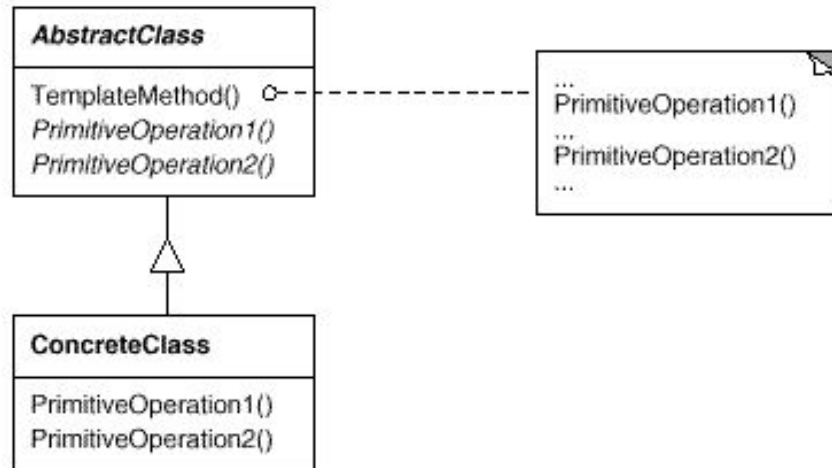 AbstractClass
TemplateMethod()
PrimitiveOperation1()
PrimitiveOperation2()
...
PrimitiveOperation1()
...
PrimitiveOperation2()
...
ConcreteClass
PrimitiveOperation1()
PrimitiveOperation2()